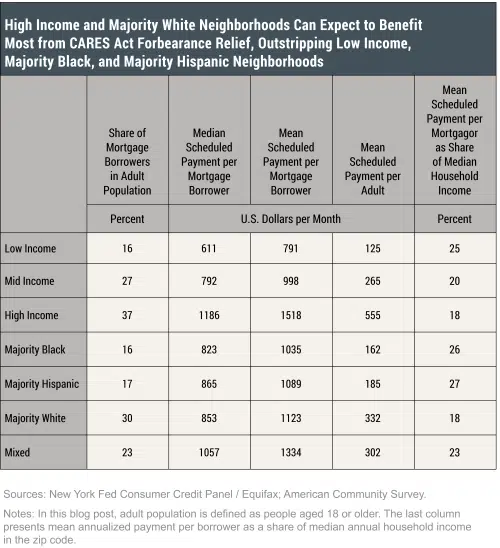 High Income and Majority White Neighborhoods Can Expect to Benefit
Most from CARES Act Forbearance Relief, Outstripping Low Income,
Majority Black, and Majority Hispanic Neighborhoods
Share of
Mortgage
Borrowers
in Adult
Population
Median
Scheduled
Payment per
Mortgage
Borrower
Mean
Scheduled
Payment per
Mortgage
Borrower
Mean
Scheduled
Payment per
Adult
Mean
Scheduled
Payment per
Mortgagor
as Share
of Median
Household
Income
Percent U.S. Dollars per Month Percent
Low Income 16 611 791 125 25
Mid Income 27 792 998 265 20
High Income 37 1186 1518 555 18
Majority Black 16 823 1035 162 26
Majority Hispanic 17 865 1089 185 27
Majority White 30 853 1123 332 18
Mixed 23 1057 1334 302 23
Sources: New York Fed Consumer Credit Panel / Equifax; American Community Survey.
Notes: In this blog post, adult population is defined as people aged 18 or older. The last column
presents mean annualized payment per borrower as a share of median annual household income
in the zip code.